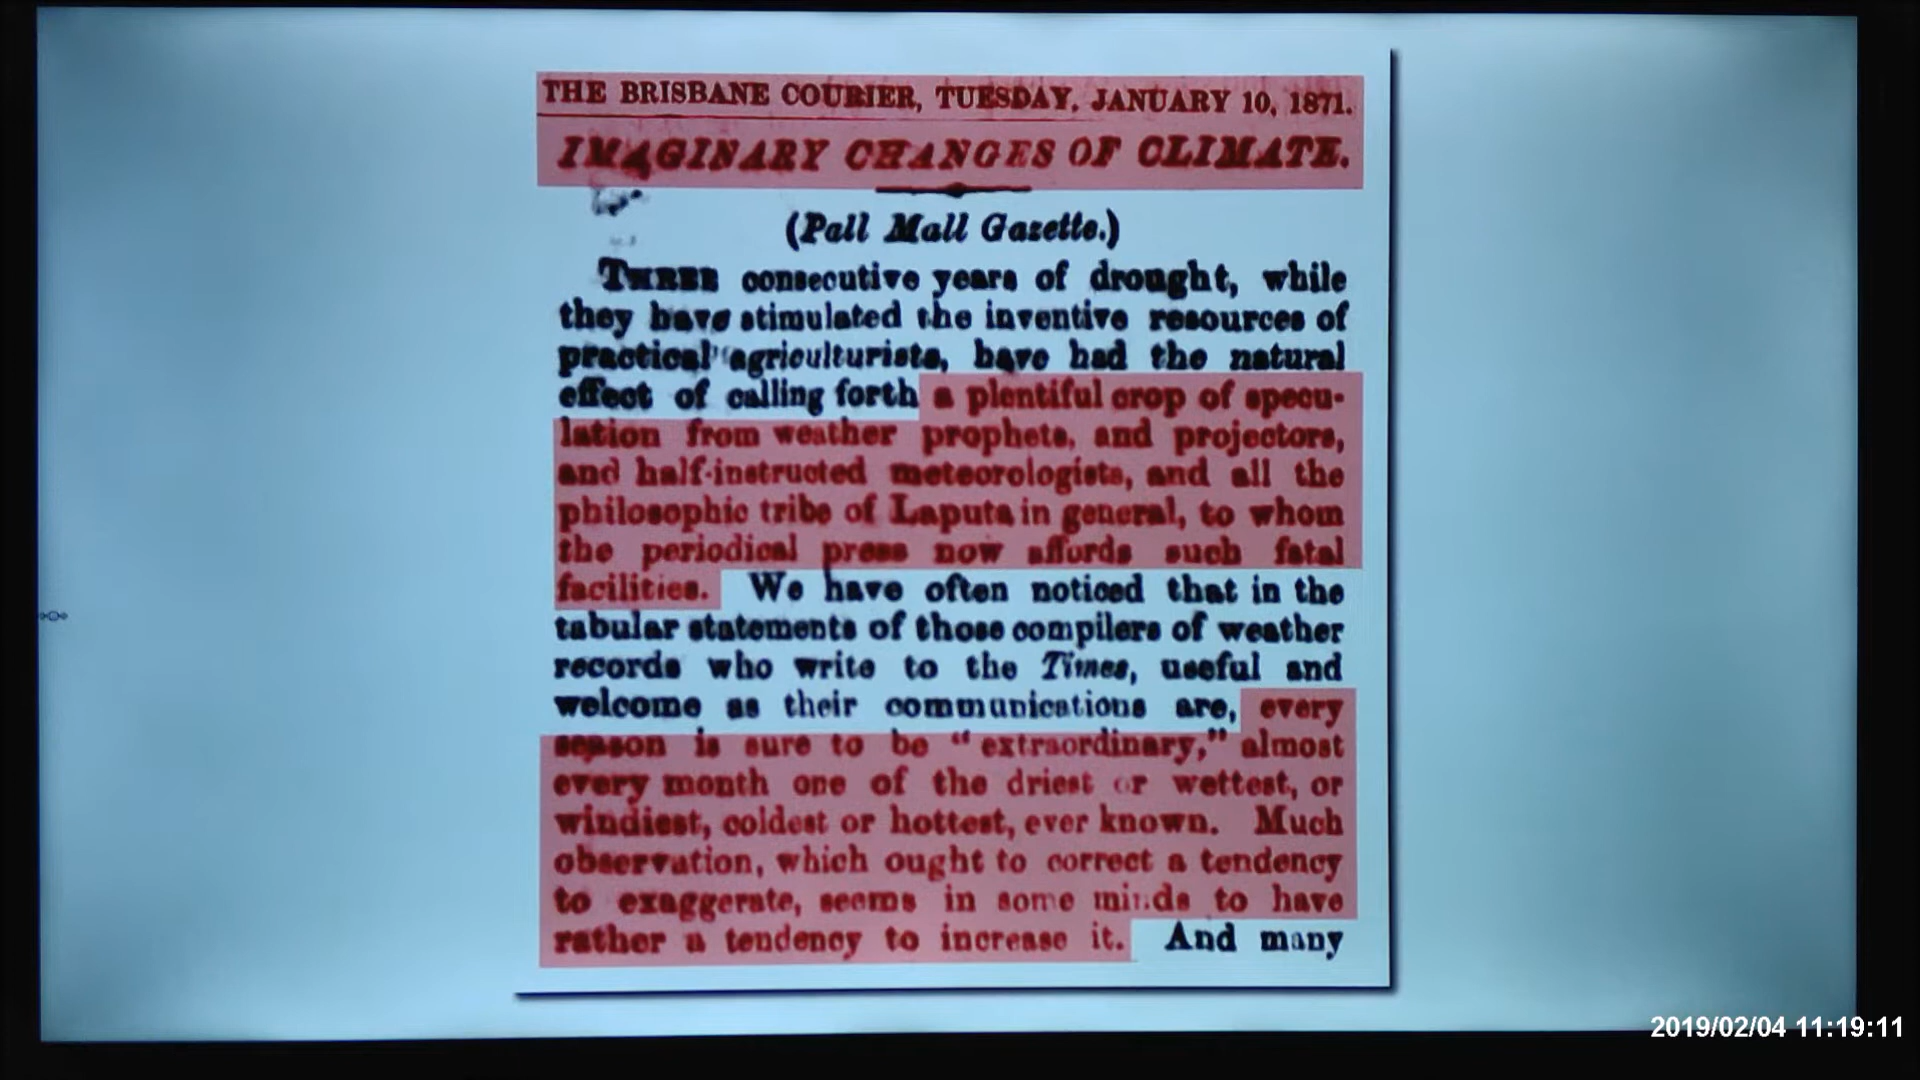 THE BRISBANE COURIER, TUESDAY, JANUARY 10, 1871.
IMAGINARY CHANGES OF CLIMATE.
(Pall Mall Gazette.)
THREE consecutive years of drought, while
they have stimulated the inventive resources of
practical agriculturists, have had the natural
effect of calling forth a plentiful crop of specu-
lation from weather prophets, and projectors,
and half-instructed meteorologists, and all the
philosophic tribe of Laputa in general, to whom
the periodical press now affords such fatal
facilities. We have often noticed that in the
tabular statements of those compilers of weather
records who write to the Times, useful and
welcome as their communications are, every
season is sure to be "extraordinary," almost
every month one of the driest or wettest, or
windiest, coldest or hottest, ever known. Much
observation, which ought to correct a tendency
to exaggerate, seems in some minds to have
rather a tendency to increase it. And many
2019/02/04 11:19:11